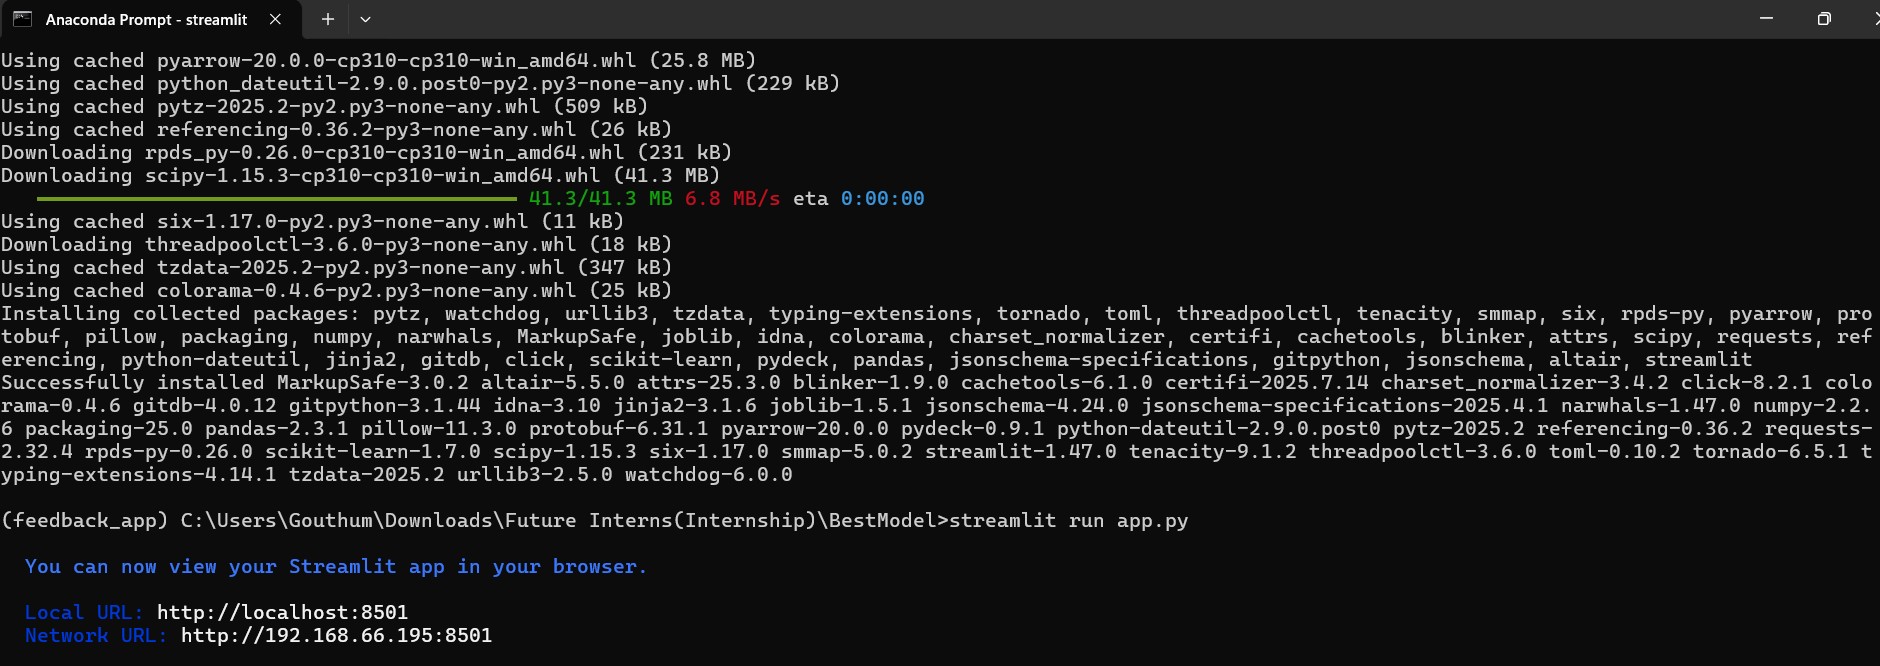 Anaconda Prompt - streamlit
Using cached pyarrow-20.0.0-cp310-cp310-win_amd64.whl (25.8 MB)
Using cached python_dateutil-2.9.0.post0-py2.py3-none-any.whl (229 kB)
Using cached pytz-2025.2-py2.py3-none-any.whl (509 kB)
Using cached referencing-0.36.2-py3-none-any.whl (26 kB)
Downloading rpds_py-0.26.0-cp310-cp310-win_amd64.whl (231 kB)
Downloading scipy-1.15.3-cp310-cp310-win_amd64.whl (41.3 MB)
41.3/41.3 MB 6.8 MB/s eta 0:00:00
Using cached six-1.17.0-py2.py3-none-any.whl (11 kB)
Downloading threadpoolctl-3.6.0-py3-none-any.whl (18 kB)
Using cached tzdata-2025.2-py2.py3-none-any.whl (347 kB)
Using cached colorama-0.4.6-py2.py3-none-any.whl (25 kB)
Installing collected packages: pytz, watchdog, urllib3, tzdata, typing-extensions, tornado, toml, threadpoolctl, tenacity, smmap, six, rpds-py, pyarrow, pro
tobuf, pillow, packaging, numpy, narwhals, MarkupSafe, joblib, idna, colorama, charset_normalizer, certifi, cachetools, blinker, attrs, scipy, requests, ref
erencing, python-dateutil, jinja2, gitdb, click, scikit-learn, pydeck, pandas, jsonschema-specifications, gitpython, jsonschema, altair, streamlit
Successfully installed MarkupSafe-3.0.2 altair-5.5.0 attrs-25.3.0 blinker-1.9.0 cachetools-6.1.0 certifi-2025.7.14 charset_normalizer-3.4.2 click-8.2.1 colo
rama-0.4.6 gitdb-4.0.12 gitpython-3.1.44 idna-3.10 jinja2-3.1.6 joblib-1.5.1 jsonschema-4.24.0 jsonschema-specifications-2025.4.1 narwhals-1.47.0 numpy-2.2.
6 packaging-25.0 pandas-2.3.1 pillow-11.3.0 protobuf-6.31.1 pyarrow-20.0.0 pydeck-0.9.1 python-dateutil-2.9.0.post0 pytz-2025.2 referencing-0.36.2 requests-
2.32.4 rpds-py-0.26.0 scikit-learn-1.7.0 scipy-1.15.3 six-1.17.0 smmap-5.0.2 streamlit-1.47.0 tenacity-9.1.2 threadpoolctl-3.6.0 toml-0.10.2 tornado-6.5.1 t
yping-extensions-4.14.1 tzdata-2025.2 urllib3-2.5.0 watchdog-6.0.0
(feedback_app) C:\Users\Gouthum\Downloads\Future Interns(Internship)\BestModel>streamlit run app.py
You can now view your Streamlit app in your browser.
Local URL: http://localhost:8501
Network URL: http://192.168.66.195:8501